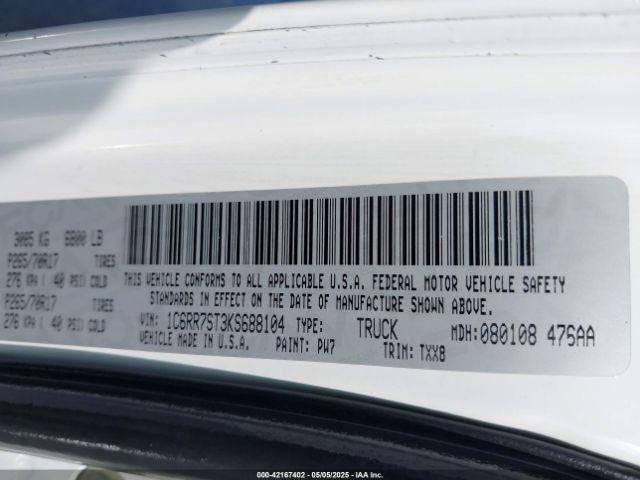 3085 KG 6800 LB
P265/70R17 TIRES
276 KPA ( 40 PSI) COLD
P265/70R17 TIRES
276 KPA ( 40 PSI) COLD
THIS VEHICLE CONFORMS TO ALL APPLICABLE U.S.A. FEDERAL MOTOR VEHICLE SAFETY
STANDARDS IN EFFECT ON THE DATE OF MANUFACTURE SHOWN ABOVE.
VIN: 1C6RR7ST3KS688104 TYPE: TRUCK MDH:080108 476AA
VEHICLE MADE IN U.S.A. PAINT: PW7 TRIM: TXX8
000-42167402 - 05/05/2025 - IAAI Inc.